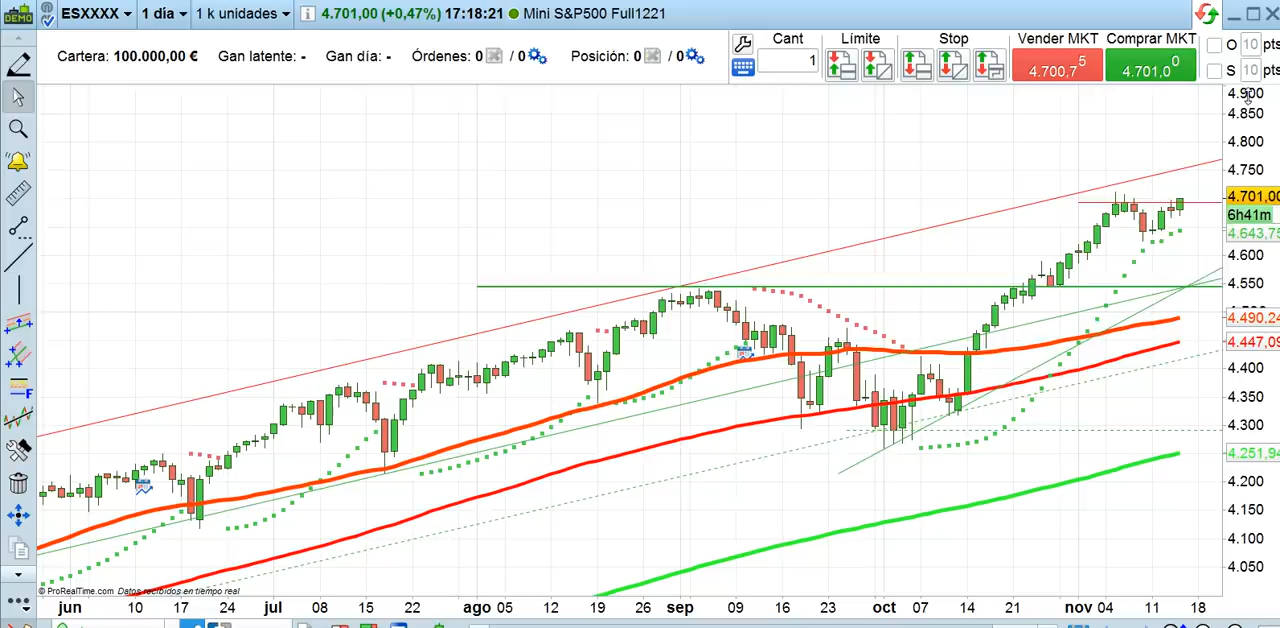 DEMO ESXXXX 1 día 1 k unidades 4.701,00 (+0,47%) 17:18:21 Mini S&P500 Full1221
Cant Límite Stop Vender MKT Comprar MKT O 10 pts
Cartera: 100.000,00 € Gan latente: - Gan día: - Órdenes: 0 / 0 Posición: 0 / 0
1 4.700,7 5 4.701,0 0 S 10 pts
4.900
4.850
4.800
4.750
4.701,00
6h41m
4.643,75
4.600
4.550
4.490,24
4.447,09
4.400
4.350
4.300
4.251,94
4.200
4.150
4.100
4.050
© ProRealTime.com Datos recibidos en tiempo real
jun 10 17 24 jul 08 15 22 ago 05 12 19 26 sep 09 16 23 oct 07 14 21 nov 04 11 18